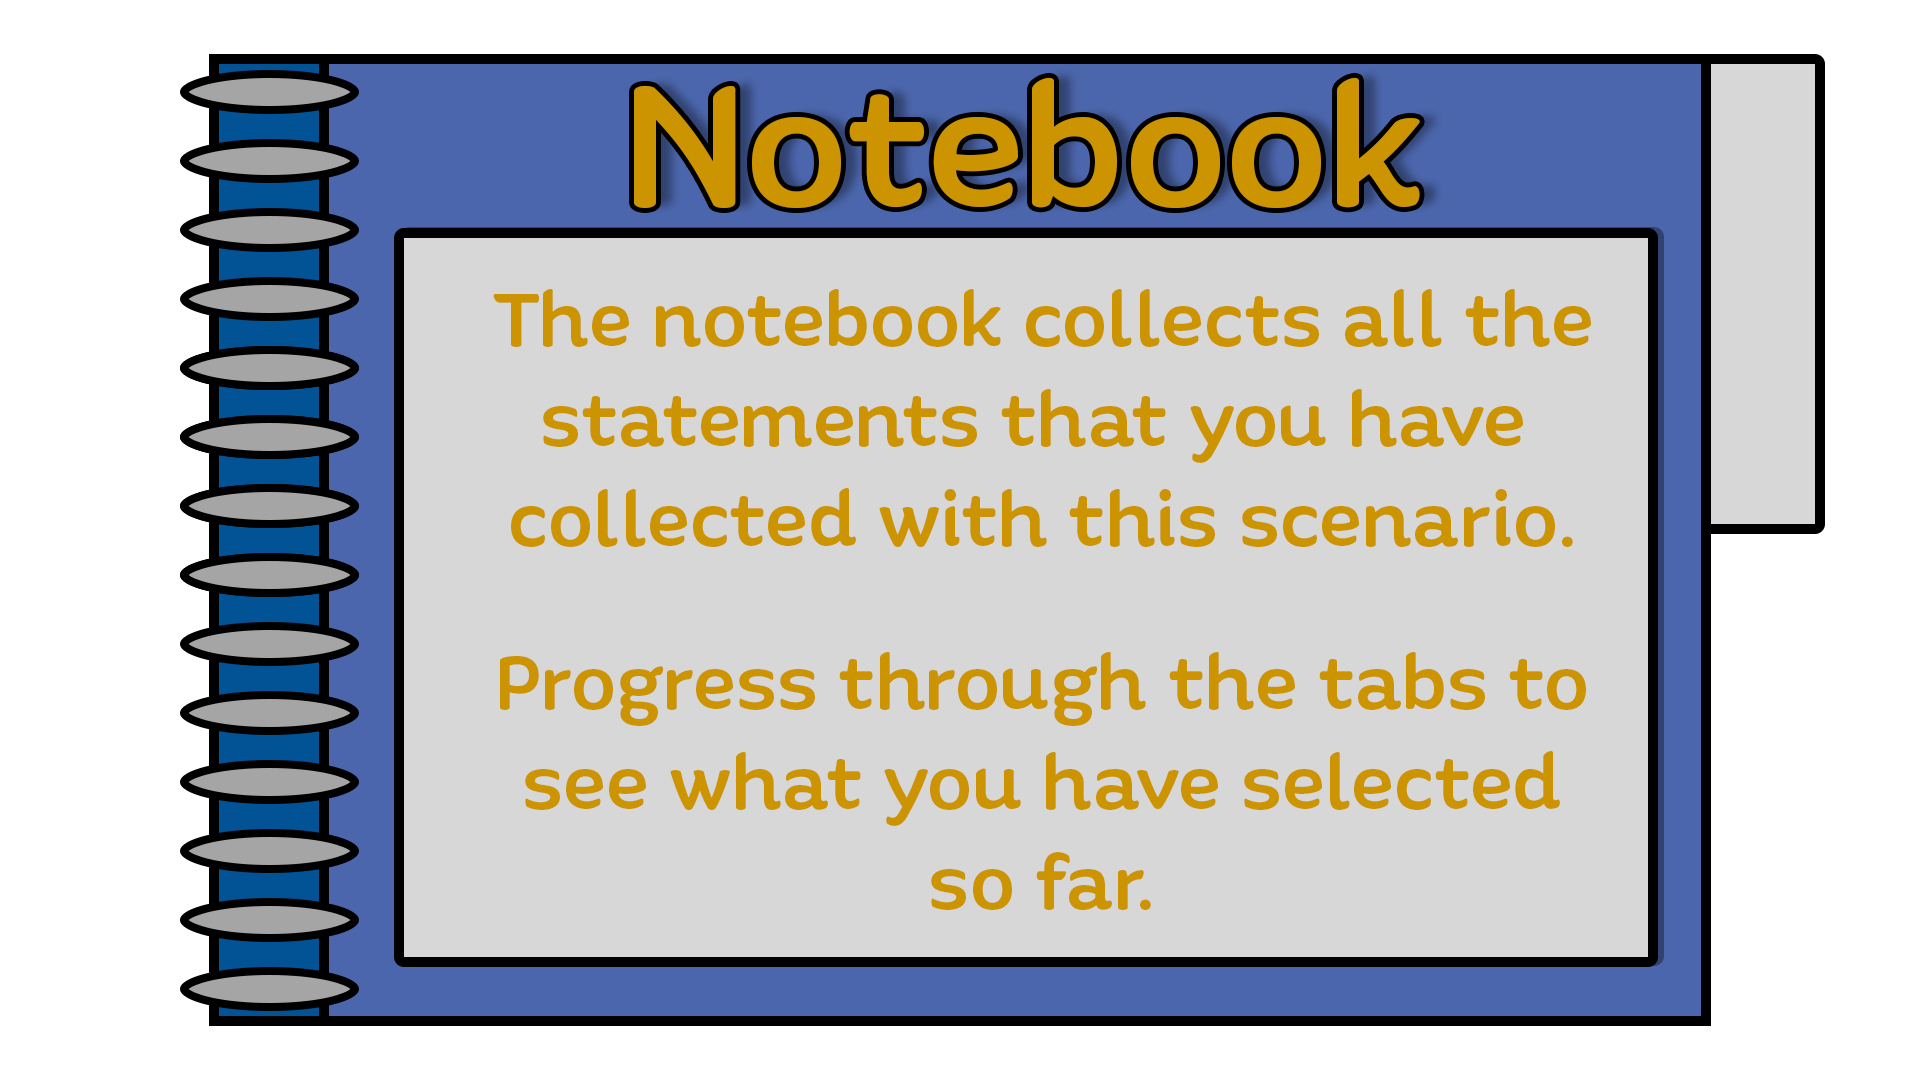 Notebook
The notebook collects all the
statements that you have
collected with this scenario.
Progress through the tabs to
see what you have selected
so far.